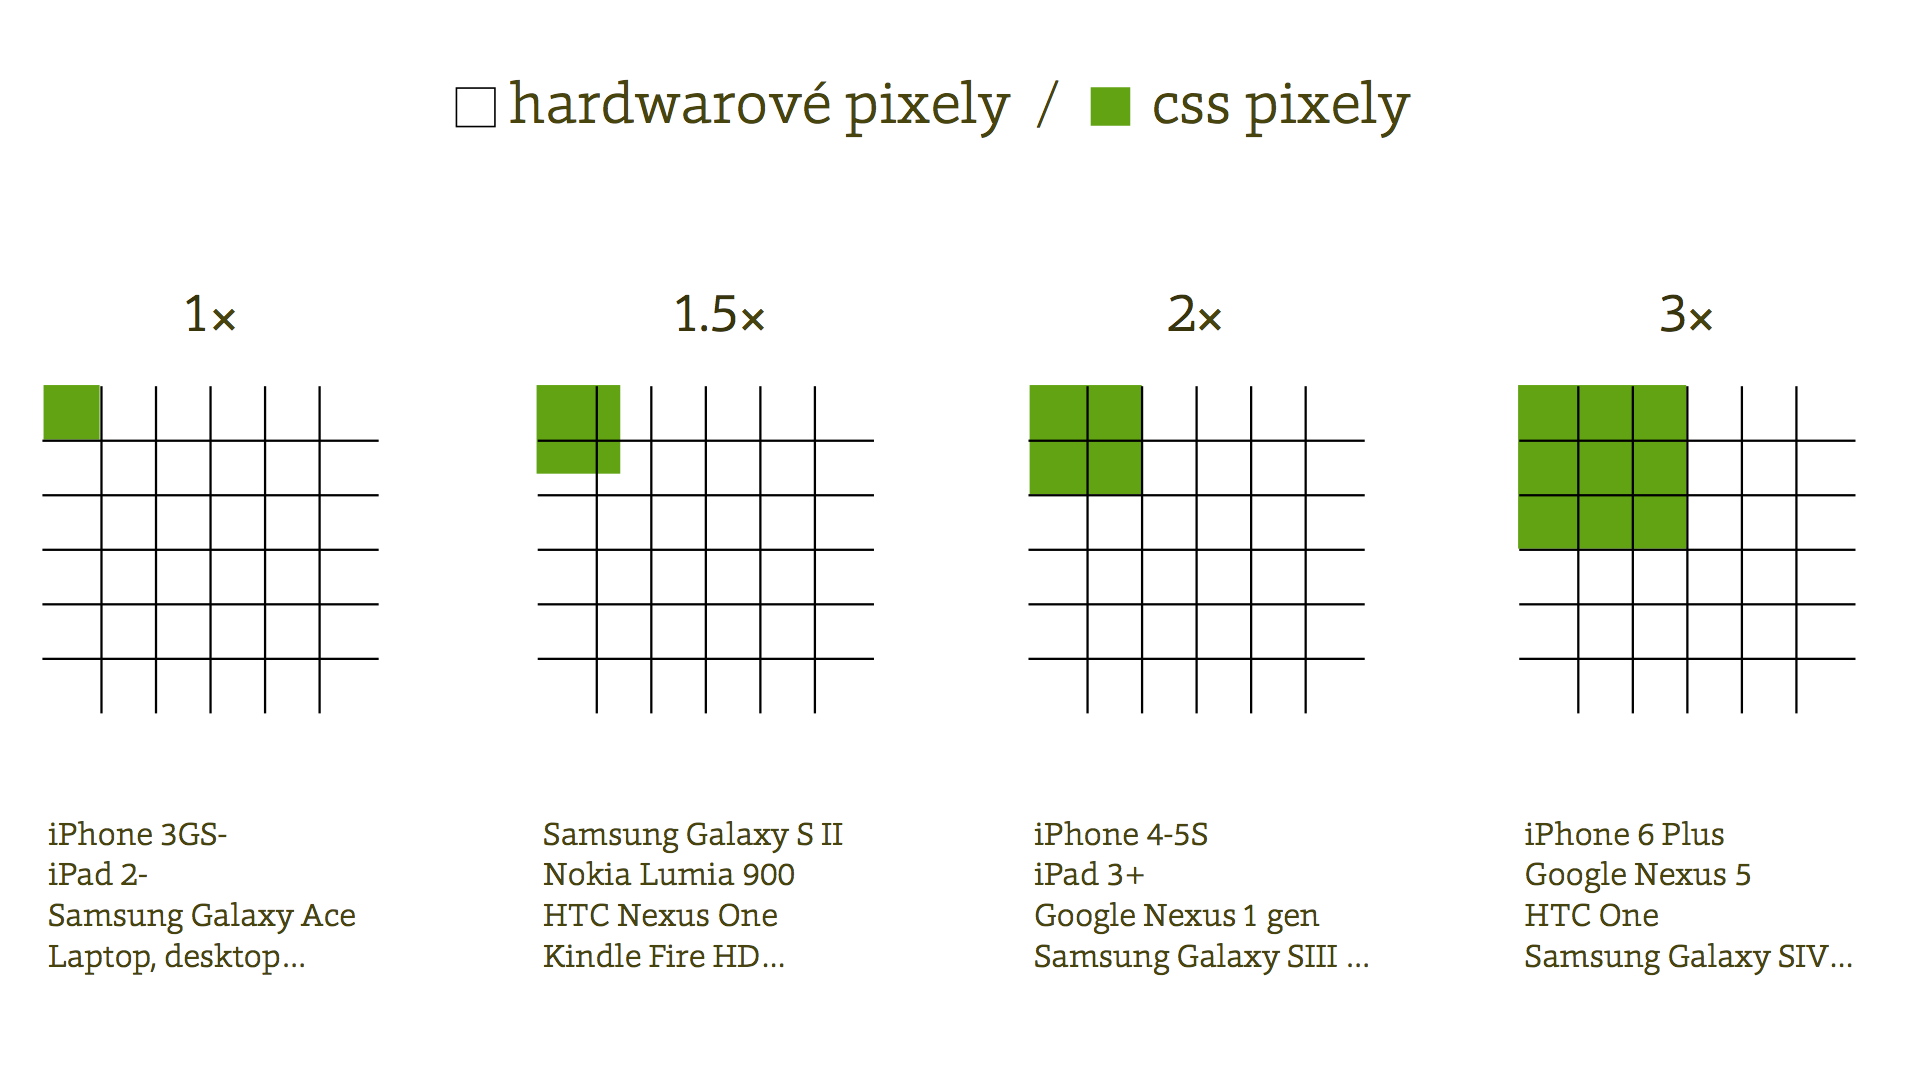 hardwarové pixely / css pixely
1×
1.5×
2×
3×
iPhone 3GS-
iPad 2-
Samsung Galaxy Ace
Laptop, desktop...
Samsung Galaxy S II
Nokia Lumia 900
HTC Nexus One
Kindle Fire HD...
iPhone 4-5S
iPad 3+
Google Nexus 1 gen
Samsung Galaxy SIII ...
iPhone 6 Plus
Google Nexus 5
HTC One
Samsung Galaxy SIV...